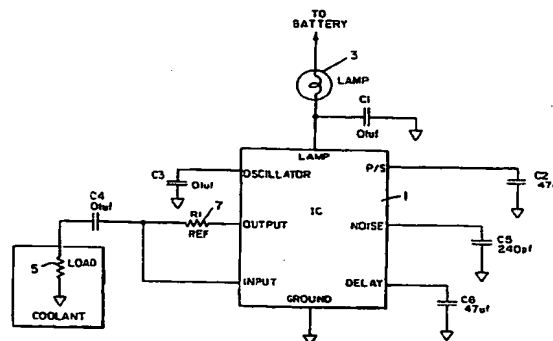 TO
BATTERY
3
LAMP
C1
.01uf
LAMP
OSCILLATOR
P/S
C3
.01uf
1
C2
47
C4
.01uf
7
R1
REF
OUTPUT
IC
NOISE
C5
240pf
5
LOAD
INPUT
DELAY
C6
47uf
COOLANT
GROUND